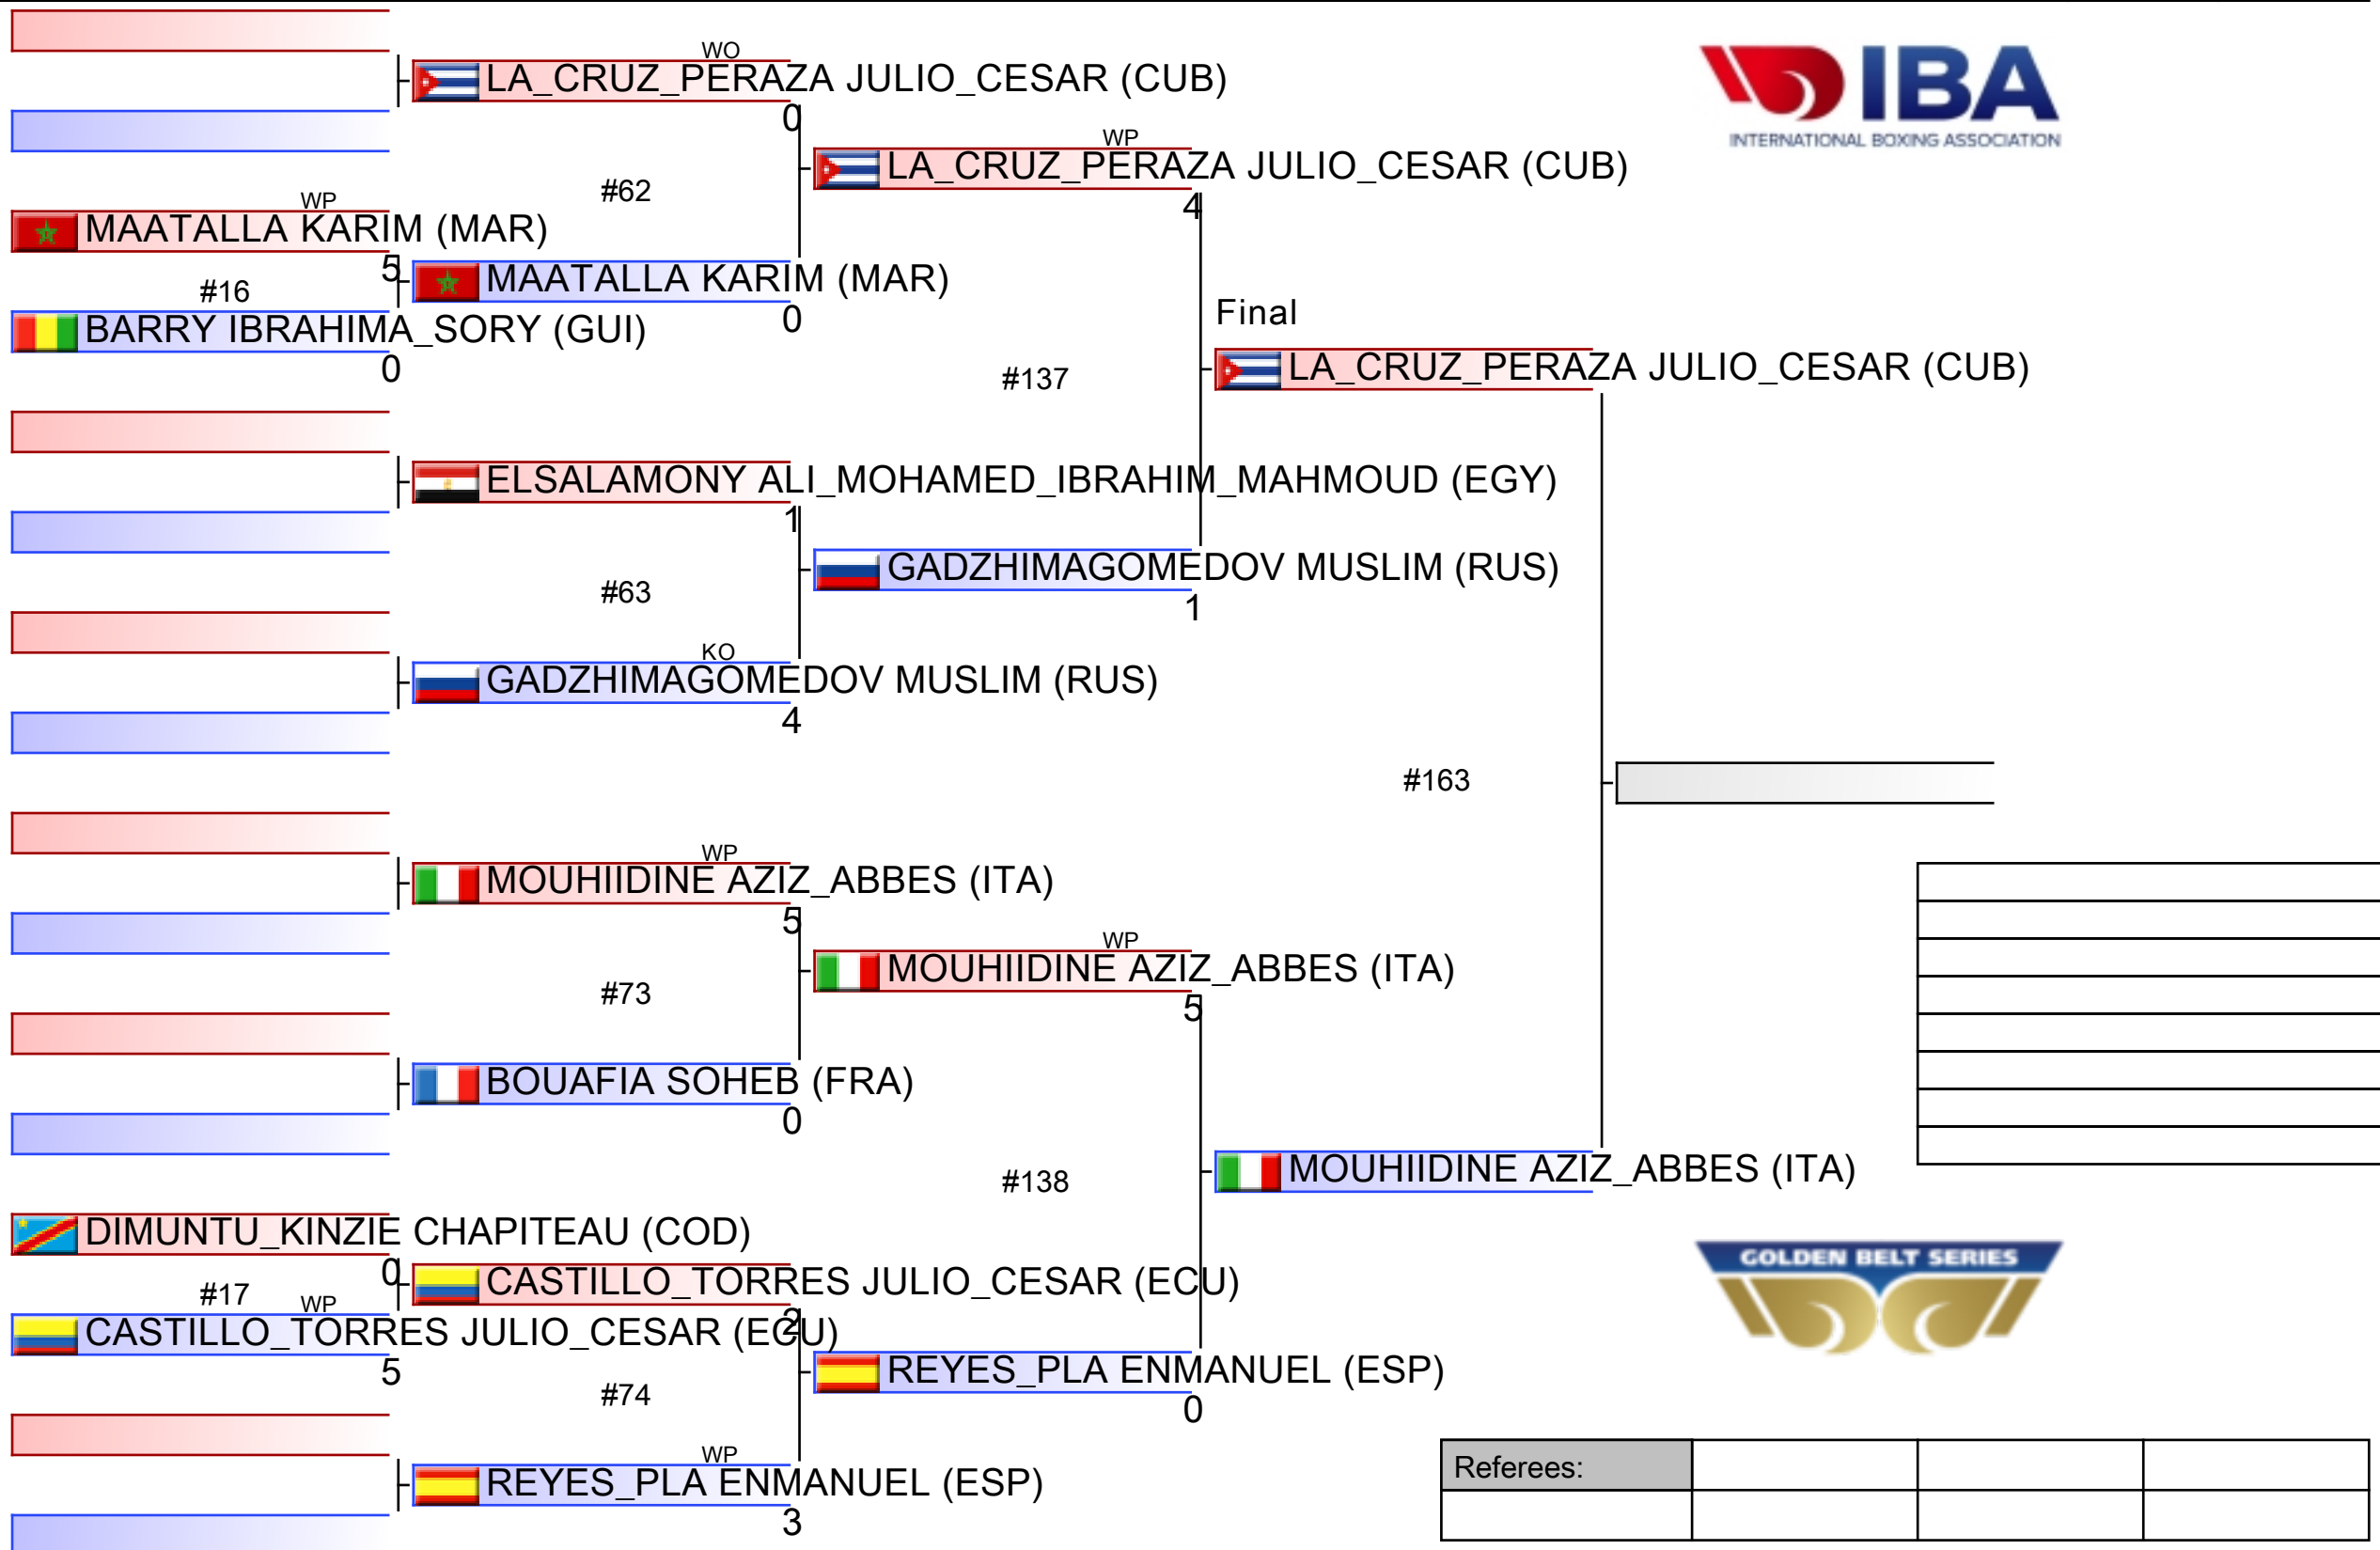 IBA
INTERNATIONAL BOXING ASSOCIATION
WO
LA_CRUZ_PERAZA JULIO_CESAR (CUB)
0
WP
LA_CRUZ_PERAZA JULIO_CESAR (CUB)
4
#62
WP
MAATALLA KARIM (MAR)
5
MAATALLA KARIM (MAR)
0
#16
BARRY IBRAHIMA_SORY (GUI)
0
Final
LA_CRUZ_PERAZA JULIO_CESAR (CUB)
#137
ELSALAMONY ALI_MOHAMED_IBRAHIM_MAHMOUD (EGY)
1
GADZHIMAGOMEDOV MUSLIM (RUS)
1
#63
KO
GADZHIMAGOMEDOV MUSLIM (RUS)
4
#163
WP
MOUHIIDINE AZIZ_ABBES (ITA)
5
WP
MOUHIIDINE AZIZ_ABBES (ITA)
5
#73
BOUAFIA SOHEB (FRA)
0
#138
MOUHIIDINE AZIZ_ABBES (ITA)
DIMUNTU_KINZIE CHAPITEAU (COD)
0
CASTILLO_TORRES JULIO_CESAR (ECU)
2
#17
WP
CASTILLO_TORRES JULIO_CESAR (ECU)
5
GOLDEN BELT SERIES
REYES_PLA ENMANUEL (ESP)
0
#74
WP
REYES_PLA ENMANUEL (ESP)
3
Referees: